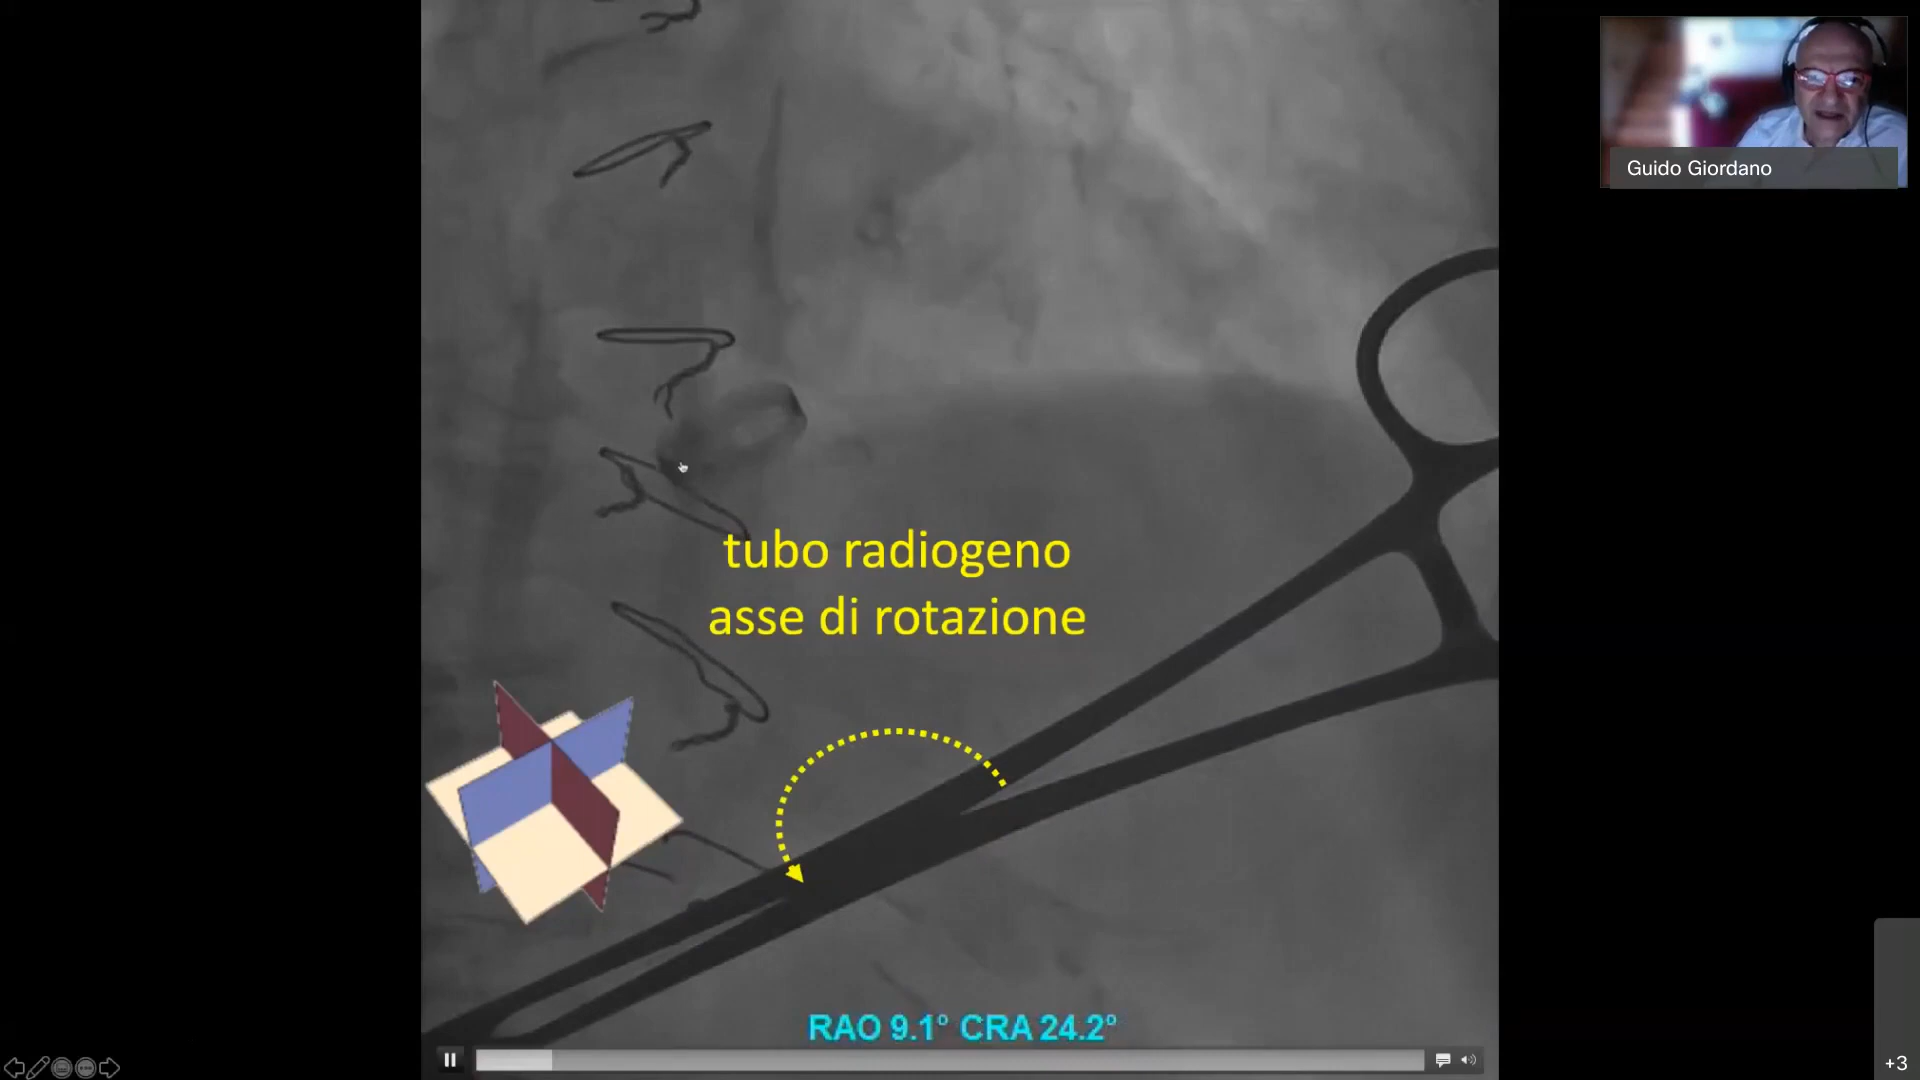 Guido Giordano
tubo radiogeno
asse di rotazione
RAO 9.1° CRA 24.2°
+3